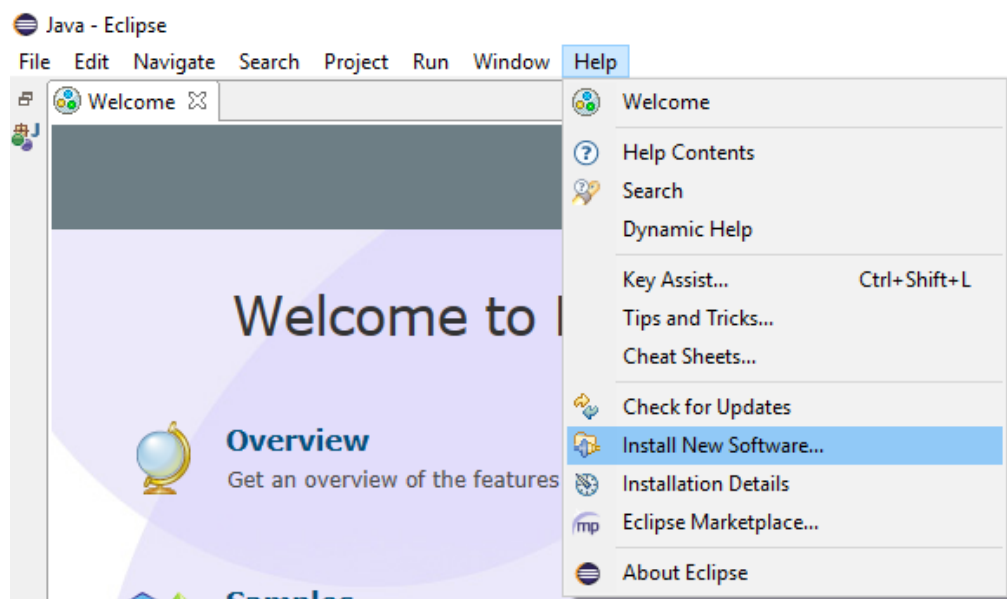 Java - Eclipse
File Edit Navigate Search Project Run Window Help
Welcome
Welcome
Help Contents
Search
Dynamic Help
Key Assist... Ctrl+Shift+L
Tips and Tricks...
Cheat Sheets...
Check for Updates
Install New Software...
Installation Details
mp Eclipse Marketplace...
About Eclipse
Welcome to
Overview
Get an overview of the features